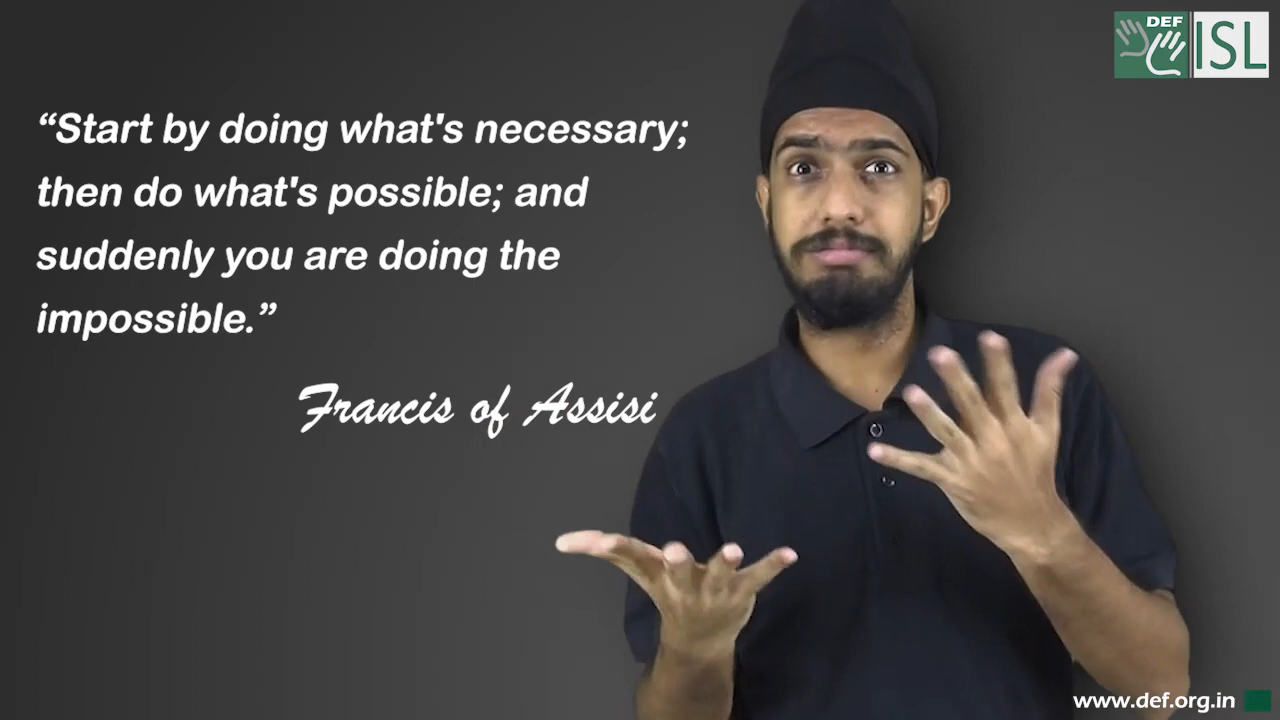 DEF
ISL
“Start by doing what's necessary;
then do what's possible; and
suddenly you are doing the
impossible.”
Francis of Assisi
www.def.org.in